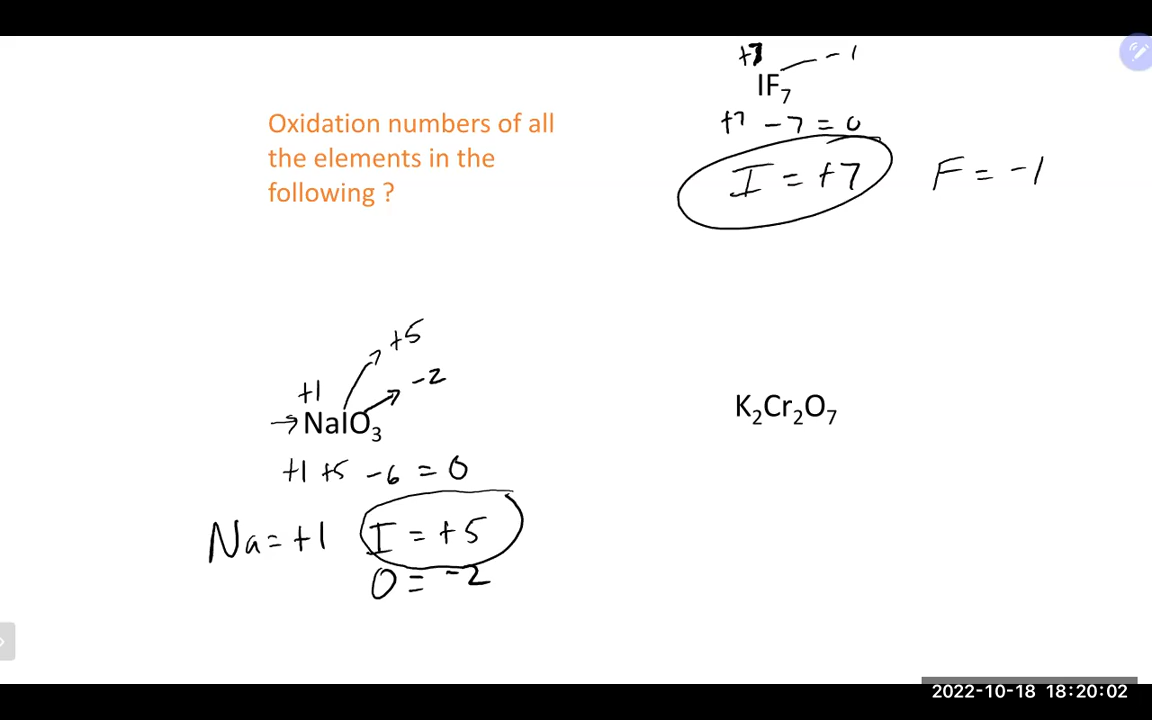 +7 -1
IF₇
+7 -7 = 0
I = +7 F = -1
Oxidation numbers of all
the elements in the
following ?
+5
-2
+1
→NaIO₃
+1 +5 -6 = 0
Na = +1 I = +5
O = -2
K₂Cr₂O₇
2022-10-18 18:20:02